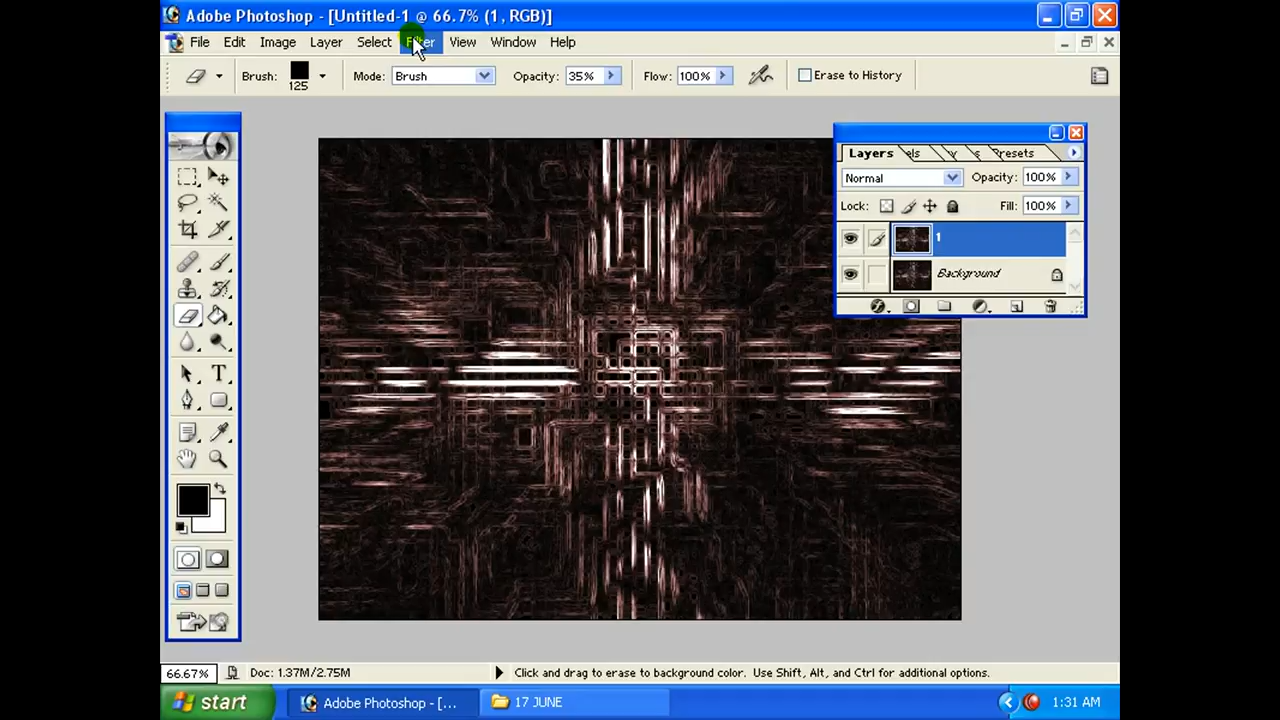 Adobe Photoshop - [Untitled-1 @ 66.7% (1, RGB)]
File Edit Image Layer Select Filter View Window Help
Brush: 125 Mode: Brush Opacity: 35% Flow: 100% Erase to History
Layers els Presets
Normal Opacity: 100%
Lock: Fill: 100%
1
Background
T
66.67% Doc: 1.37M/2.75M Click and drag to erase to background color. Use Shift, Alt, and Ctrl for additional options.
start Adobe Photoshop - [... 17 JUNE 1:31 AM